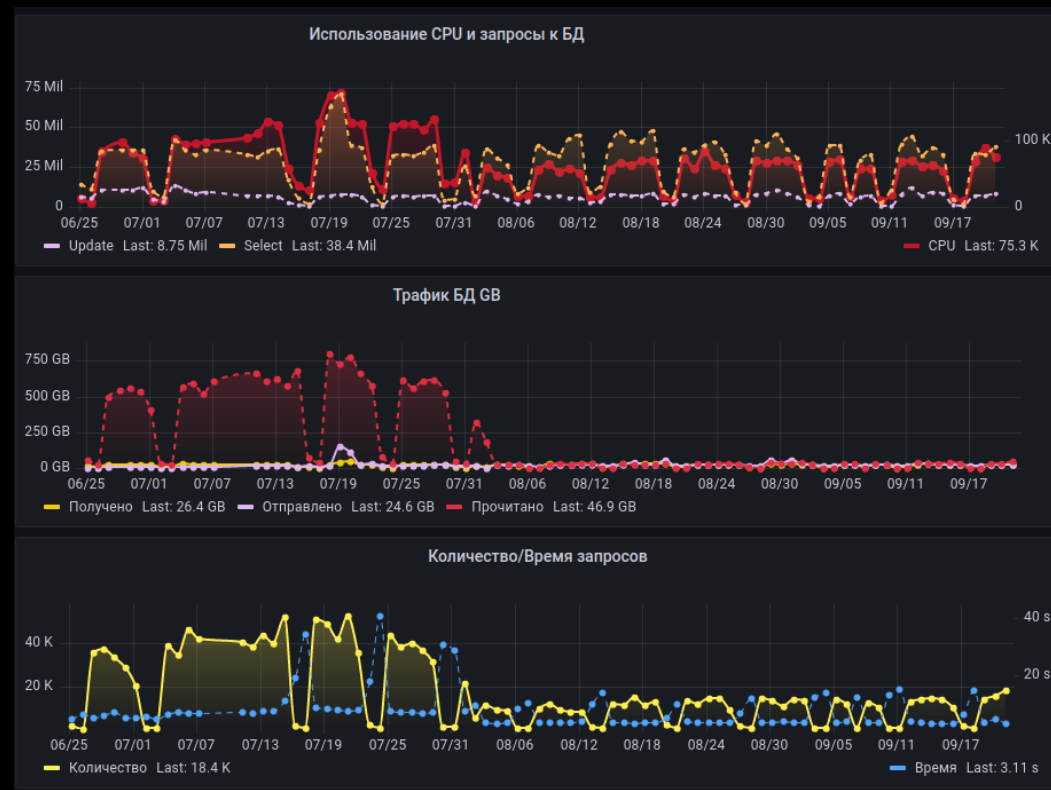 Использование CPU и запросы к БД
75 Mil
50 Mil
25 Mil
0
100 K
0
06/25 07/01 07/07 07/13 07/19 07/25 07/31 08/06 08/12 08/18 08/24 08/30 09/05 09/11 09/17
Update Last: 8.75 Mil Select Last: 38.4 Mil CPU Last: 75.3 K
Трафик БД GB
750 GB
500 GB
250 GB
0 GB
06/25 07/01 07/07 07/13 07/19 07/25 07/31 08/06 08/12 08/18 08/24 08/30 09/05 09/11 09/17
Получено Last: 26.4 GB Отправлено Last: 24.6 GB Прочитано Last: 46.9 GB
Количество/Время запросов
40 K
20 K
40 s
20 s
06/25 07/01 07/07 07/13 07/19 07/25 07/31 08/06 08/12 08/18 08/24 08/30 09/05 09/11 09/17
Количество Last: 18.4 K Время Last: 3.11 s